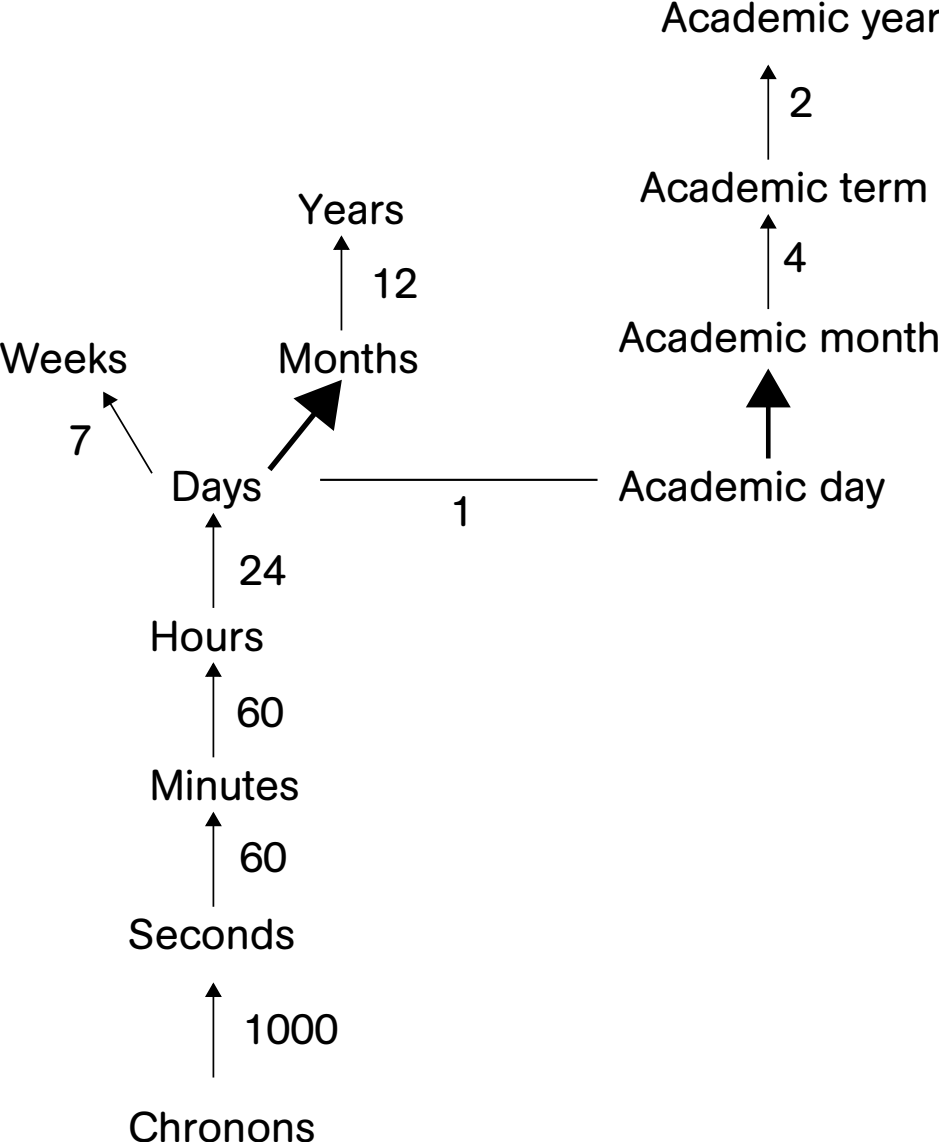 Academic year
2
Academic term
Years
4
12
Academic month
Weeks
Months
7
Days
Academic day
1
24
Hours
60
Minutes
60
Seconds
1000
Chronons